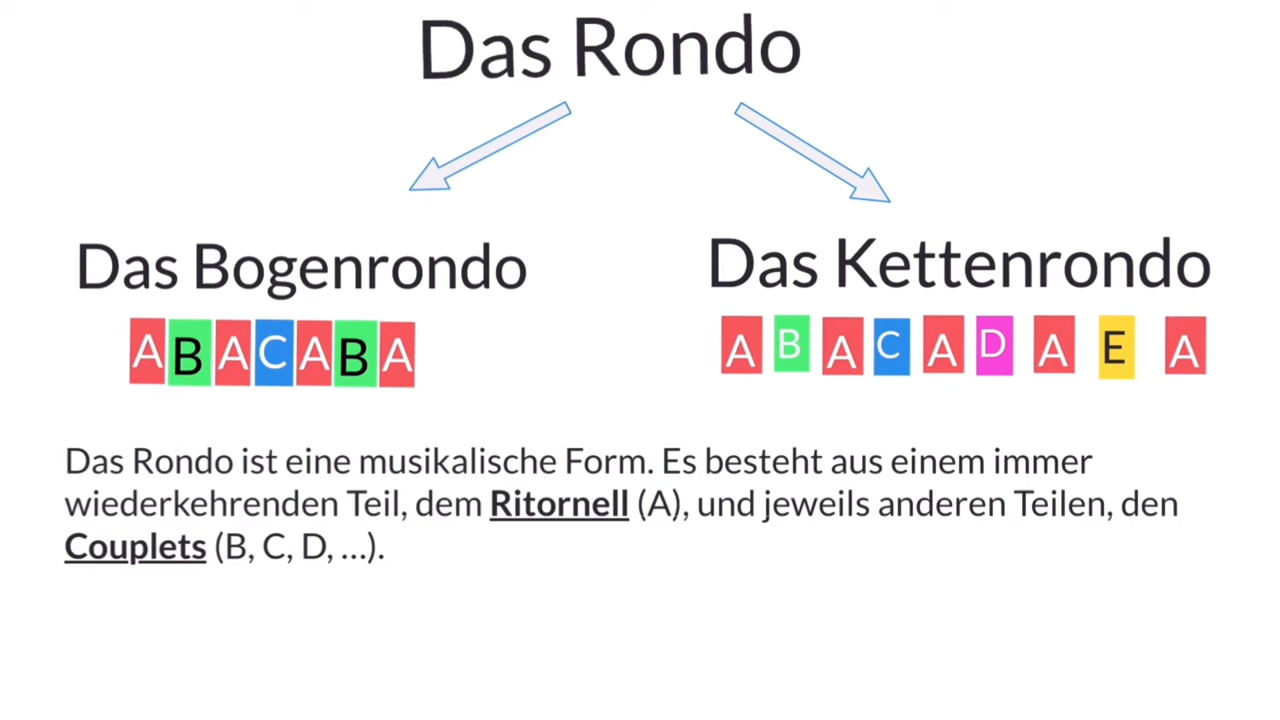 Das Rondo
Das Bogenrondo
Das Kettenrondo
A B A C A B A
A B A C A D A E A
Das Rondo ist eine musikalische Form. Es besteht aus einem immer
wiederkehrenden Teil, dem Ritornell (A), und jeweils anderen Teilen, den
Couplets (B, C, D, ...).